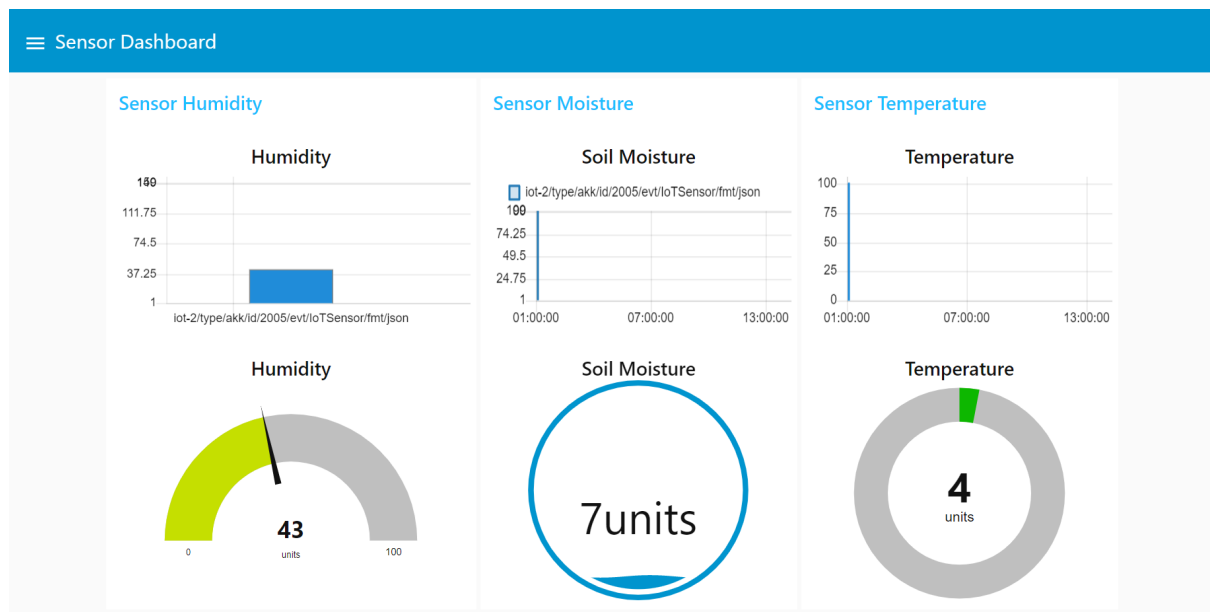 Sensor Dashboard
Sensor Humidity
Humidity
111.75
74.5
37.25
1
iot-2/type/akk/id/2005/evt/IoTSensor/fmt/json
Humidity
43
units
0
100
Sensor Moisture
Soil Moisture
iot-2/type/akk/id/2005/evt/IoTSensor/fmt/json
74.25
49.5
24.75
1
01:00:00
07:00:00
13:00:00
Soil Moisture
7units
Sensor Temperature
Temperature
100
75
50
25
0
01:00:00
07:00:00
13:00:00
Temperature
4
units